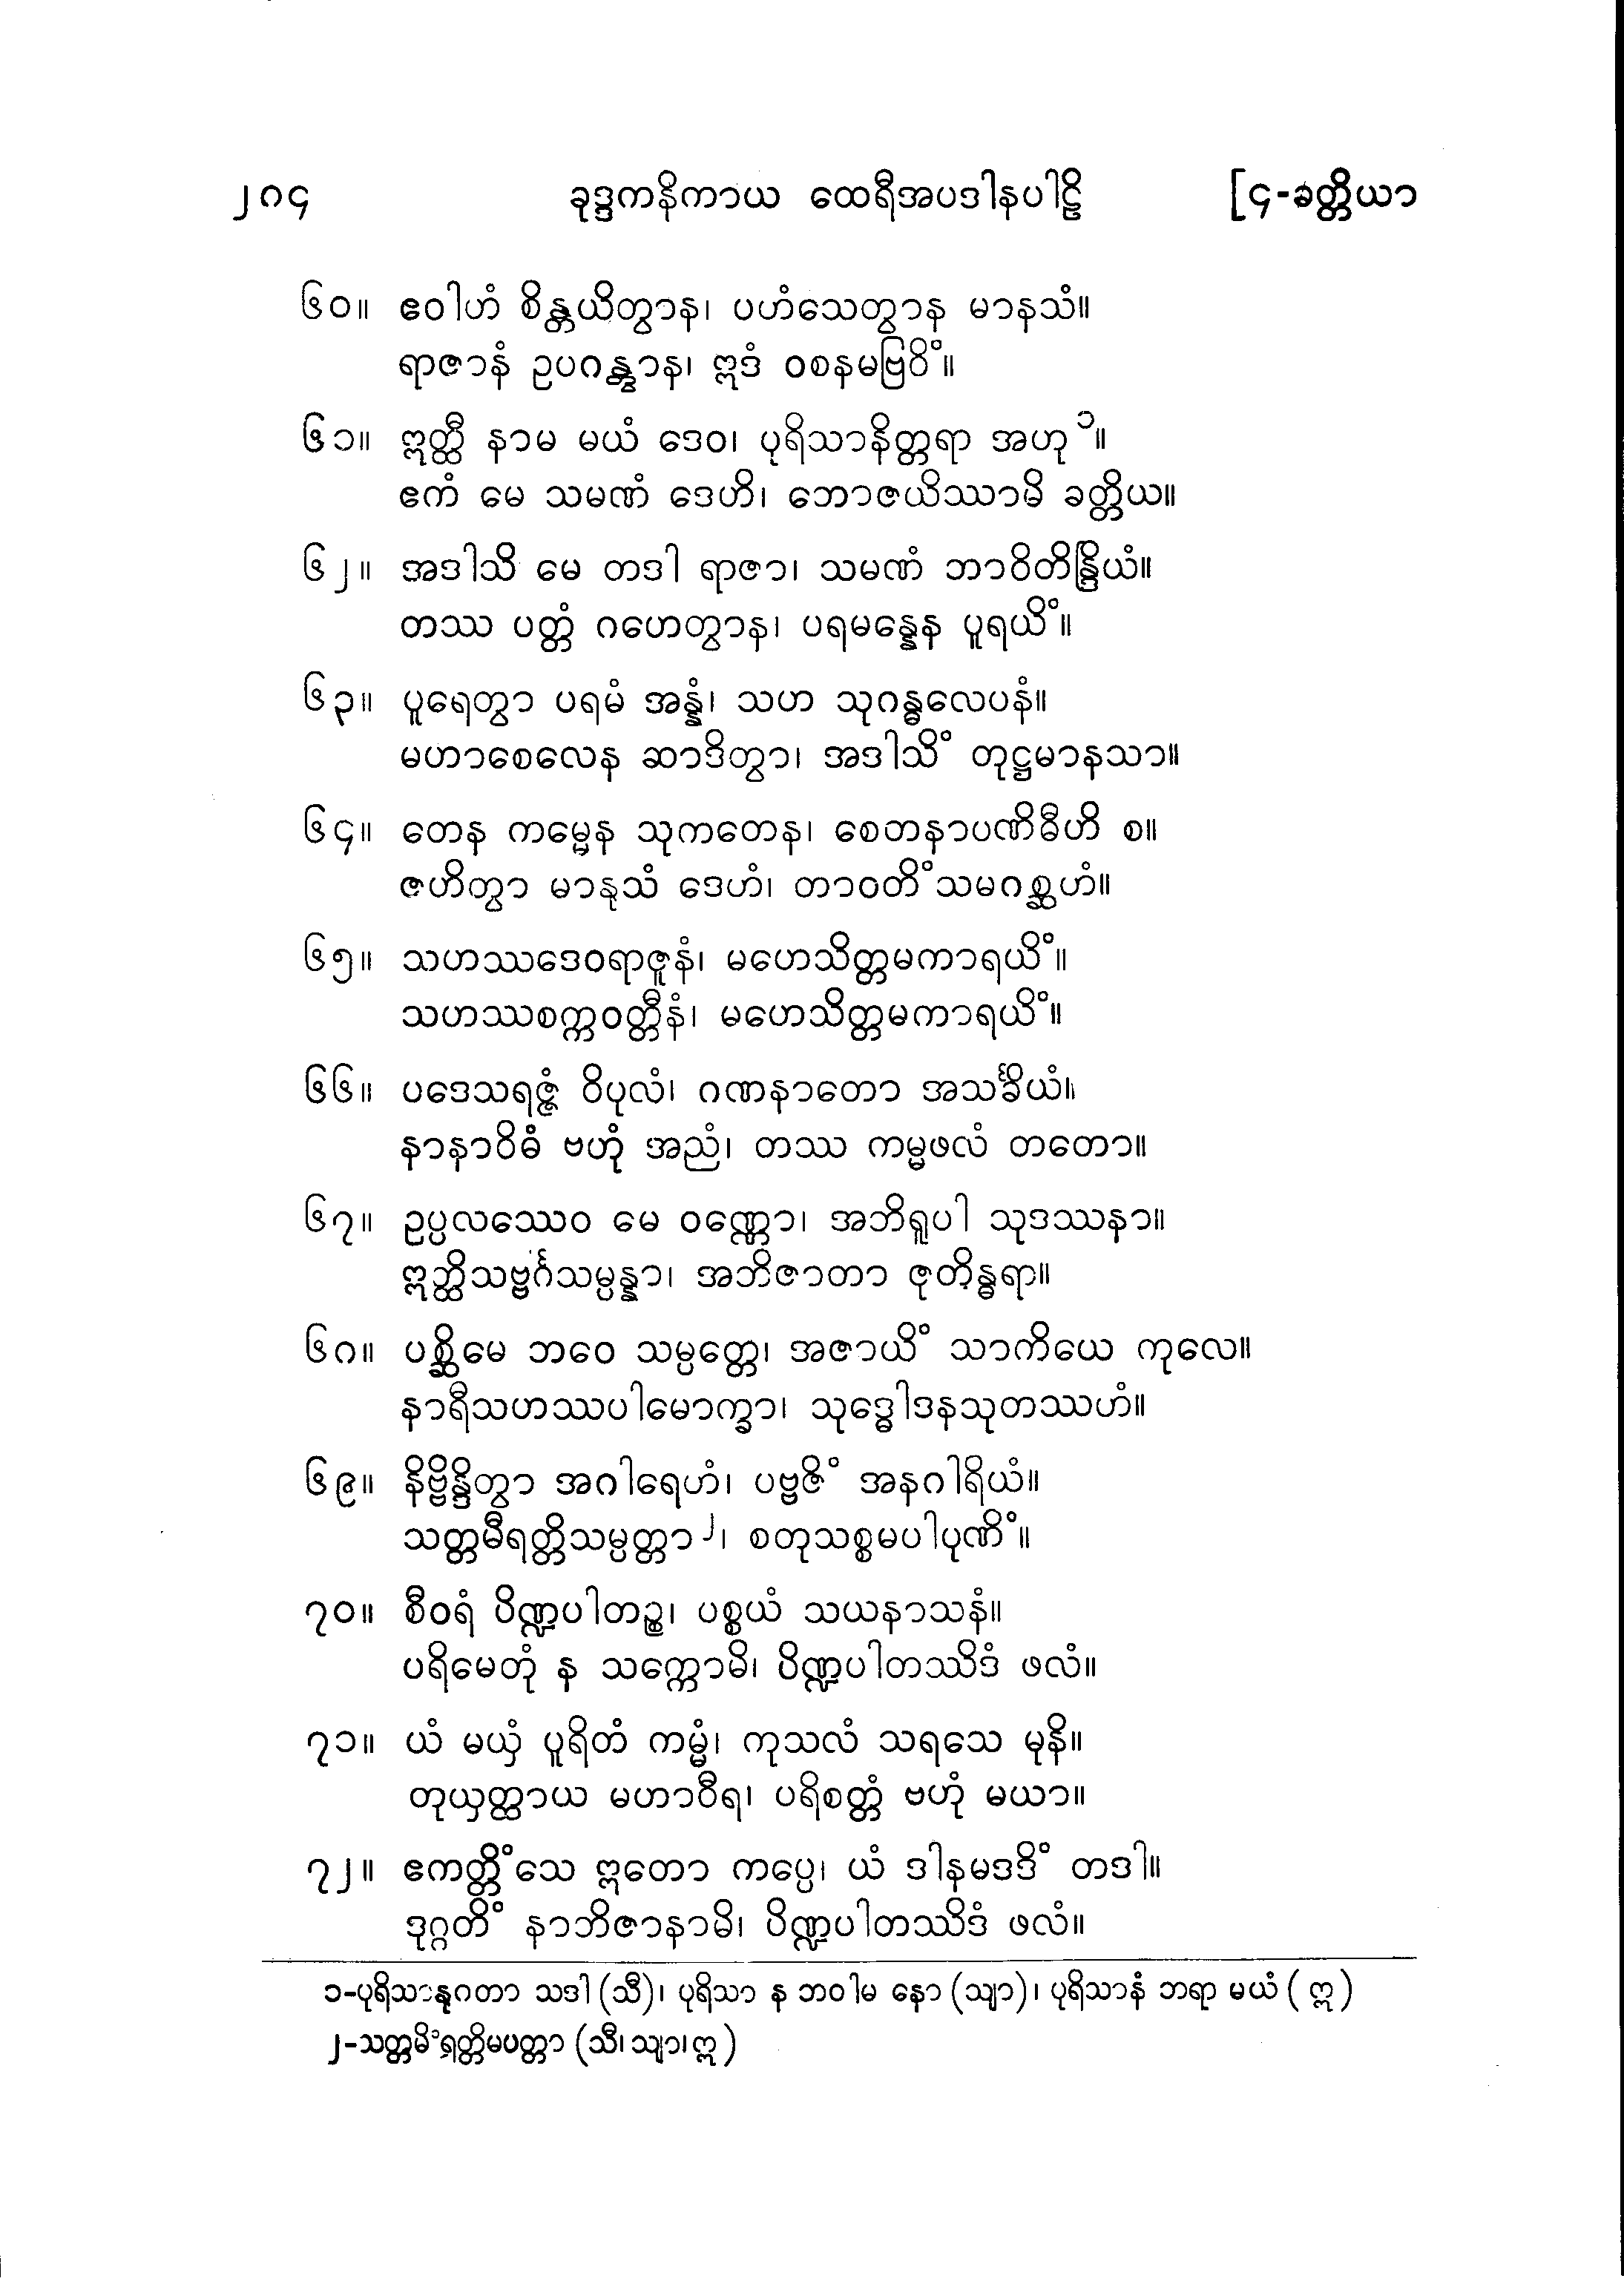 ၂၈၄ ခုဒ္ဒကနိကာယ ထေရီအပဒါနပါဠိ [၄-ခတ္တိယာ
၆၀။ ဧဝါဟံ စိန္တယိတွာန၊ ပဟံသေတွာန မာနသံ။
ရာဇာနံ ဥပဂန္တွာန၊ ဣဒံ ဝစနမဗြဝိံ။
၆၁။ ဣတ္ထီ နာမ မယံ ဒေဝ၊ ပုရိသာနိတ္တရာ အဟု ၁။
ဧကံ မေ သမဏံ ဒေဟိ၊ ဘောဇယိဿာမိ ခတ္တိယ။
၆၂။ အဒါသိ မေ တဒါ ရာဇာ၊ သမဏံ ဘာဝိတိန္ဒြိယံ။
တဿ ပတ္တံ ဂဟေတွာန၊ ပရမန္နေန ပူရယိံ။
၆၃။ ပူရေတွာ ပရမံ အန္နံ၊ သဟ သုဂန္ဓလေပနံ။
မဟာစေလေန ဆာဒိတွာ၊ အဒါသိံ တုဋ္ဌမာနသာ။
၆၄။ တေန ကမ္မေန သုကတေန၊ စေတနာပဏိဓီဟိ စ။
ဇဟိတွာ မာနုသံ ဒေဟံ၊ တာဝတိံသမဂစ္ဆဟံ။
၆၅။ သဟဿဒေဝရာဇူနံ၊ မဟေသိတ္တမကာရယိံ။
သဟဿစက္ကဝတ္တီနံ၊ မဟေသိတ္တမကာရယိံ။
၆၆။ ပဒေသရဇ္ဇံ ဝိပုလံ၊ ဂဏနာတော အသင်္ခိယံ။
နာနာဝိဓံ ဗဟုံ အညံ၊ တဿ ကမ္မဖလံ တတော။
၆၇။ ဥပ္ပလဿေဝ မေ ဝဏ္ဏော၊ အဘိရူပါ သုဒဿနာ။
ဣတ္ထိသဗ္ဗင်္ဂသမ္ပန္နာ၊ အဘိဇာတာ ဇုတိန္ဓရာ။
၆၈။ ပစ္ဆိမေ ဘဝေ သမ္ပတ္တေ၊ အဇာယိံ သာကိယေ ကုလေ။
နာရီသဟဿပါမောက္ခာ၊ သုဒ္ဓေါဒနသုတဿဟံ။
၆၉။ နိဗ္ဗိန္ဒိတွာ အဂါရေဟံ၊ ပဗ္ဗဇိံ အနဂါရိယံ။
သတ္တမီရတ္တိသမ္ပတ္တာ ၂၊ စတုသစ္စမပါပုဏိံ။
၇၀။ စီဝရံ ပိဏ္ဍပါတဉ္စ၊ ပစ္စယံ သယနာသနံ။
ပရိမေတုံ န သက္ကောမိ၊ ပိဏ္ဍပါတဿိဒံ ဖလံ။
၇၁။ ယံ မယှံ ပူရိတံ ကမ္မံ၊ ကုသလံ သရသေ မုနိ။
တုယှတ္ထာယ မဟာဝီရ၊ ပရိစတ္တံ ဗဟုံ မယာ။
၇၂။ ဧကတ္တိံသေ ဣတော ကပ္ပေ၊ ယံ ဒါနမဒဒိံ တဒါ။
ဒုဂ္ဂတိံ နာဘိဇာနာမိ၊ ပိဏ္ဍပါတဿိဒံ ဖလံ။
၁-ပုရိသာနုဂတာ သဒါ (သီ)၊ ပုရိသာ န ဘဝါမ နော (သျာ)၊ ပုရိသာနံ ဘရာ မယံ (ဣ)
၂-သတ္တမိံရတ္တိမပတ္တာ (သီ၊ သျာ၊ ဣ)